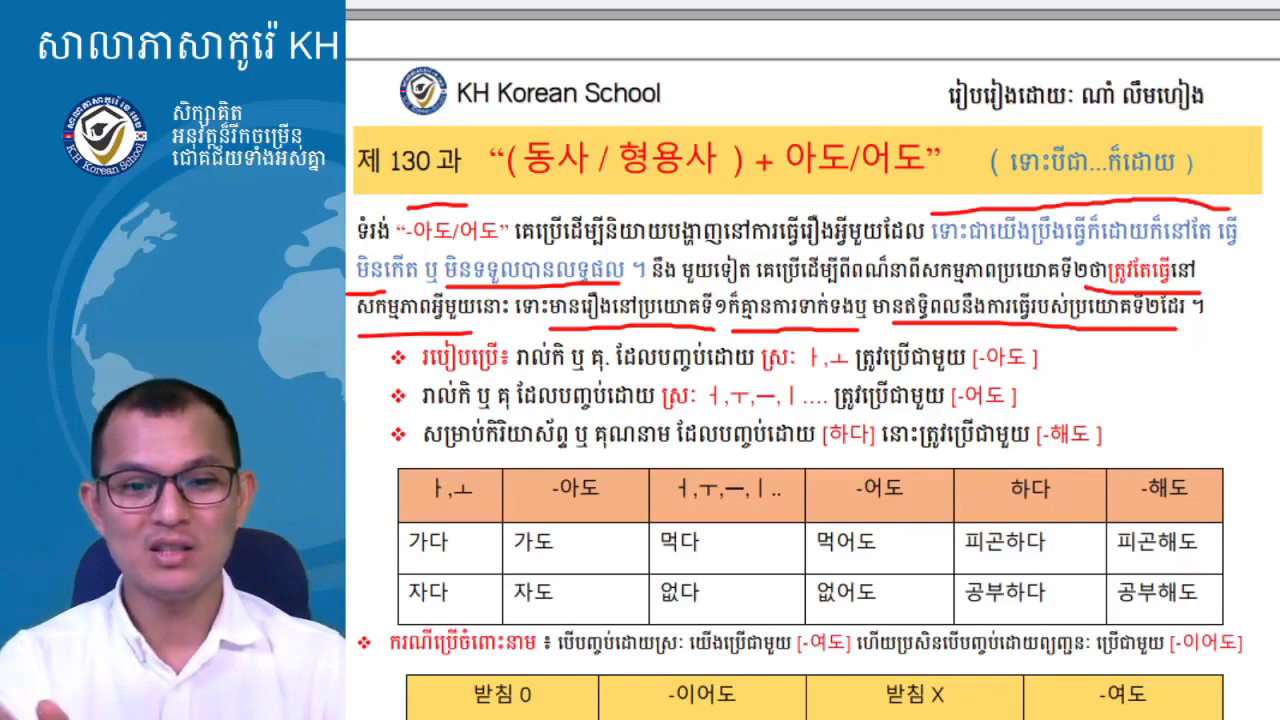 សាលាភាសាកូរ៉េ KH
សិក្សាគិត
អនុវត្តន៏រីកចម្រើន
ជោគជ័យទាំងអស់គ្នា
KH Korean School
រៀបរៀងដោយ: ណាំ លឹមហៀង
제 130 과 “( 동사 / 형용사 ) + 아도/어도” ( ទោះបីជា...ក៏ដោយ )
ទំរង់ “-아도/어도” គេប្រើដើម្បីនិយាយបង្ហាញនៅការធ្វើរឿងអ្វីមួយដែល ទោះជាយើងប្រឹងធ្វើក៏ដោយក៏នៅតែ ធ្វើ
មិនកើត ឬ មិនទទួលបានលទ្ធផល ។ នឹង មួយទៀត គេប្រើដើម្បីពីពណ៌នាពីសកម្មភាពប្រយោគទី២ថាត្រូវតែធ្វើនៅ
សកម្មភាពអ្វីមួយនោះ ទោះមានរឿងនៅប្រយោគទី១ក៏គ្មានការទាក់ទងឬ មានឥទ្ធិពលនឹងការធ្វើរបស់ប្រយោគទី២ដែរ ។
❖ របៀបប្រើ៖ រាល់កិ ឬ គុ. ដែលបញ្ចប់ដោយ ស្រៈ ㅏ,ㅗ ត្រូវប្រើជាមួយ [-아도 ]
❖ រាល់កិ ឬ គុ ដែលបញ្ចប់ដោយ ស្រៈ ㅓ,ㅜ,ㅡ,ㅣ.... ត្រូវប្រើជាមួយ [-어도 ]
❖ សម្រាប់កិរិយាស័ព្ទ ឬ គុណនាម ដែលបញ្ចប់ដោយ [하다] នោះត្រូវប្រើជាមួយ [-해도 ]
ㅏ,ㅗ -아도 ㅓ,ㅜ,ㅡ,ㅣ.. -어도 하다 -해도
가다 가도 먹다 먹어도 피곤하다 피곤해도
자다 자도 없다 없어도 공부하다 공부해도
❖ ករណីប្រើចំពោះនាម ៖ បើបញ្ចប់ដោយស្រៈ យើងប្រើជាមួយ [-여도] ហើយប្រសិនបើបញ្ចប់ដោយព្យញ្ជនៈ ប្រើជាមួយ [-이어도]
받침 0 -이어도 받침 X -여도